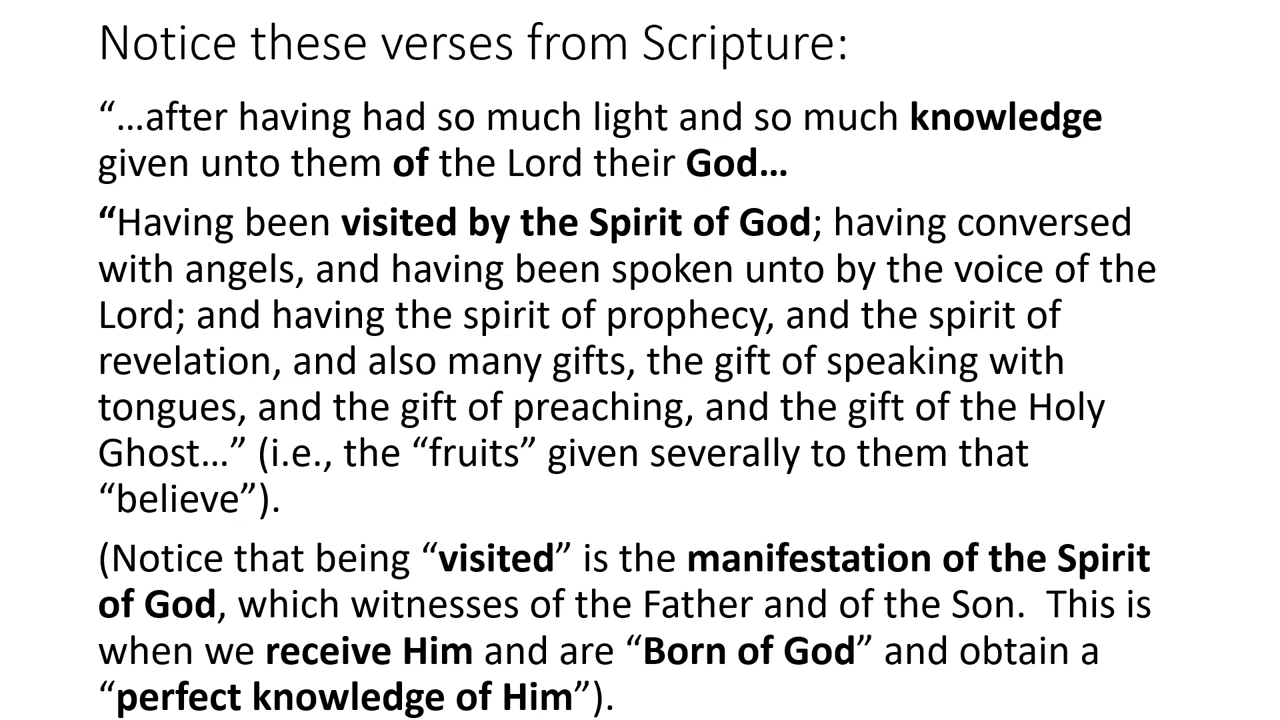 Notice these verses from Scripture:
“…after having had so much light and so much knowledge
given unto them of the Lord their God…
“Having been visited by the Spirit of God; having conversed
with angels, and having been spoken unto by the voice of the
Lord; and having the spirit of prophecy, and the spirit of
revelation, and also many gifts, the gift of speaking with
tongues, and the gift of preaching, and the gift of the Holy
Ghost…” (i.e., the “fruits” given severally to them that
“believe”).
(Notice that being “visited” is the manifestation of the Spirit
of God, which witnesses of the Father and of the Son.  This is
when we receive Him and are “Born of God” and obtain a
“perfect knowledge of Him”).